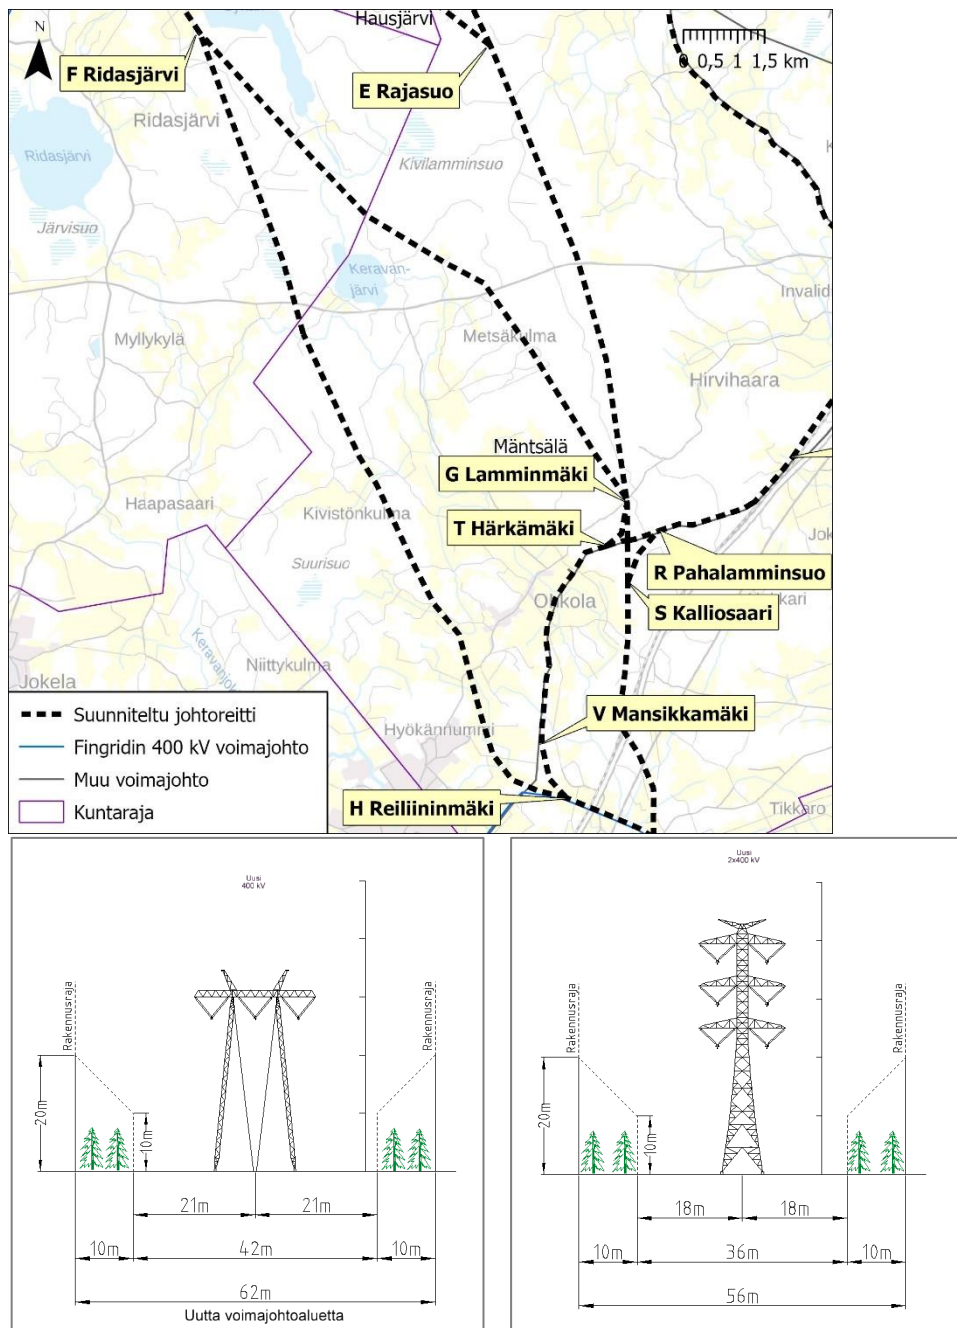 N
Hausjärvi
0 0,5 1 1,5 km
F Ridasjärvi
E Rajasuo
Ridasjärvi
Ridasjärvi
Kivilamminsuo
Järvisuo
Keravan-
järvi
Invalid
Myllykylä
Metsäkulma
Hirvihaara
Mäntsälä
G Lamminmäki
Haapasaari
Kivistönkulma
T Härkämäki
Jok
Suurisuo
R Pahalamminsuo
Ohkola
kari
S Kalliosaari
Keravanjok
Niittykulma
Jokela
V Mansikkamäki
Hyökännummi
H Reiliininmäki
Tikkaro
Suunniteltu johtoreitti
Fingridin 400 kV voimajohto
Muu voimajohto
Kuntaraja
Uusi
400 kV
Rakennusraja
Rakennusraja
20m
10m
21m
21m
10m
42m
10m
62m
Uutta voimajohtoaluetta
Uusi
2x400 kV
Rakennusraja
Rakennusraja
20m
10m
18m
18m
10m
36m
10m
56m